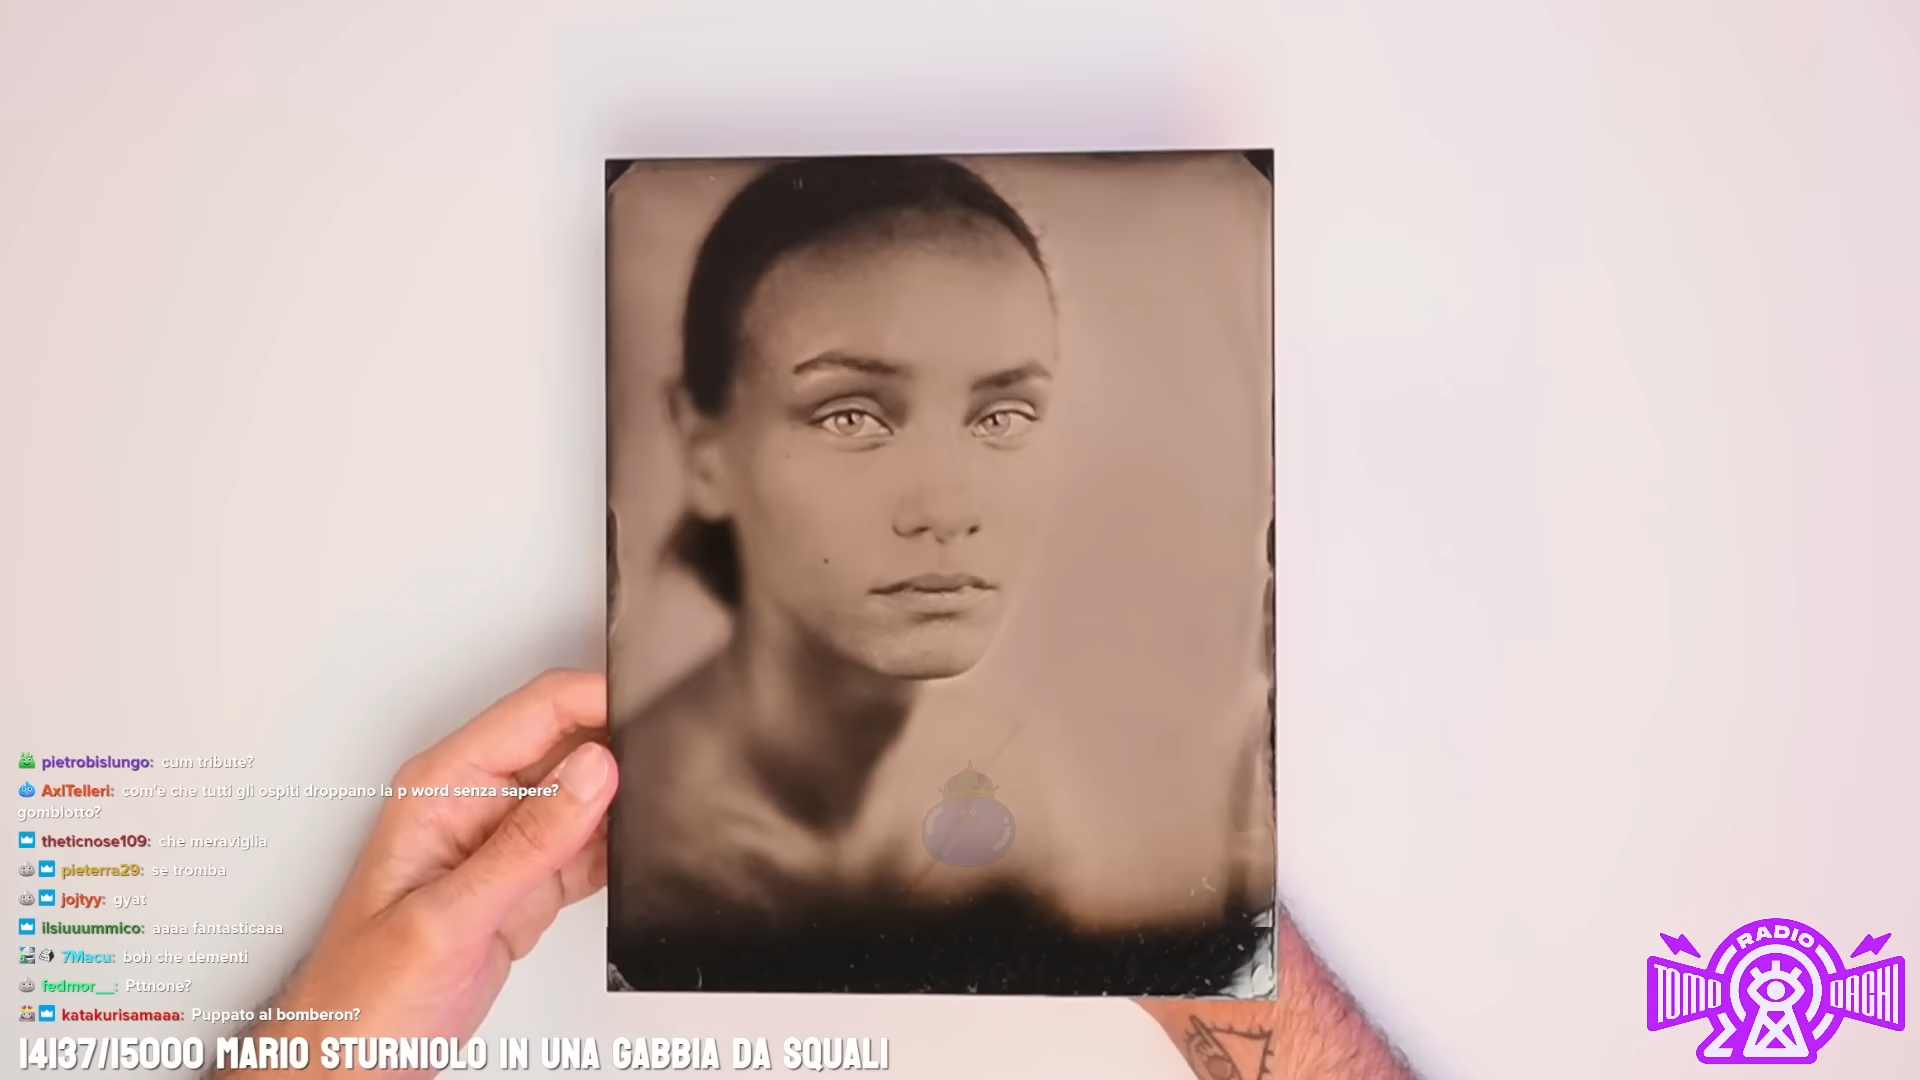 pietrobislungo: cum tribute?
AxlTelleri: com'e che tutti gli ospiti droppano la p word senza sapere?
gomblotto?
theticnose109: che meraviglia
pieterra29: se tromba
jojtyy: gyat
ilsiuuummico: aaaa fantasticaaa
7Macu: boh che dementi
fedmor__: Pttnone?
katakurisamaaa: Puppato al bomberon?
14137/15000 MARIO STURNIOLO IN UNA GABBIA DA SQUALI
RADIO
TOMODACHI